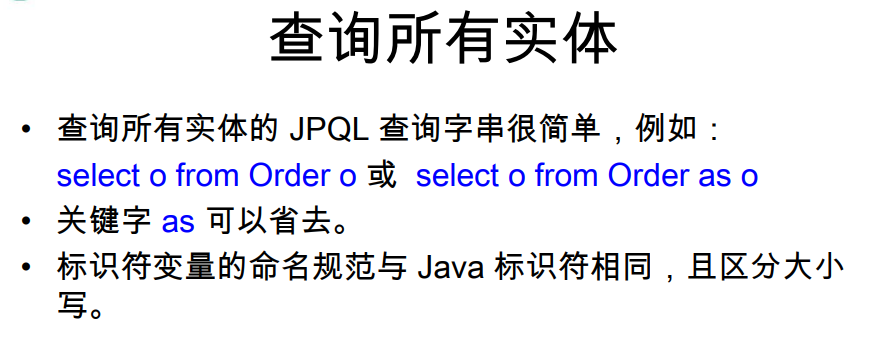 查询所有实体
• 查询所有实体的 JPQL 查询字串很简单，例如：
select o from Order o 或 select o from Order as o
• 关键字 as 可以省去。
• 标识符变量的命名规范与 Java 标识符相同，且区分大小
写。